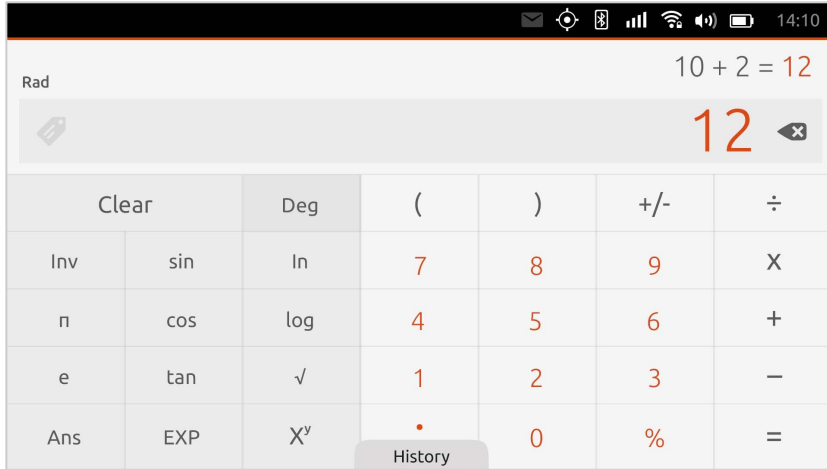 14:10
10 + 2 = 12
Rad
12
Clear Deg ( ) +/- ÷
Inv sin In 7 8 9 X
п cos log 4 5 6 +
e tan √ 1 2 3 −
Ans EXP Xʸ . 0 % =
History